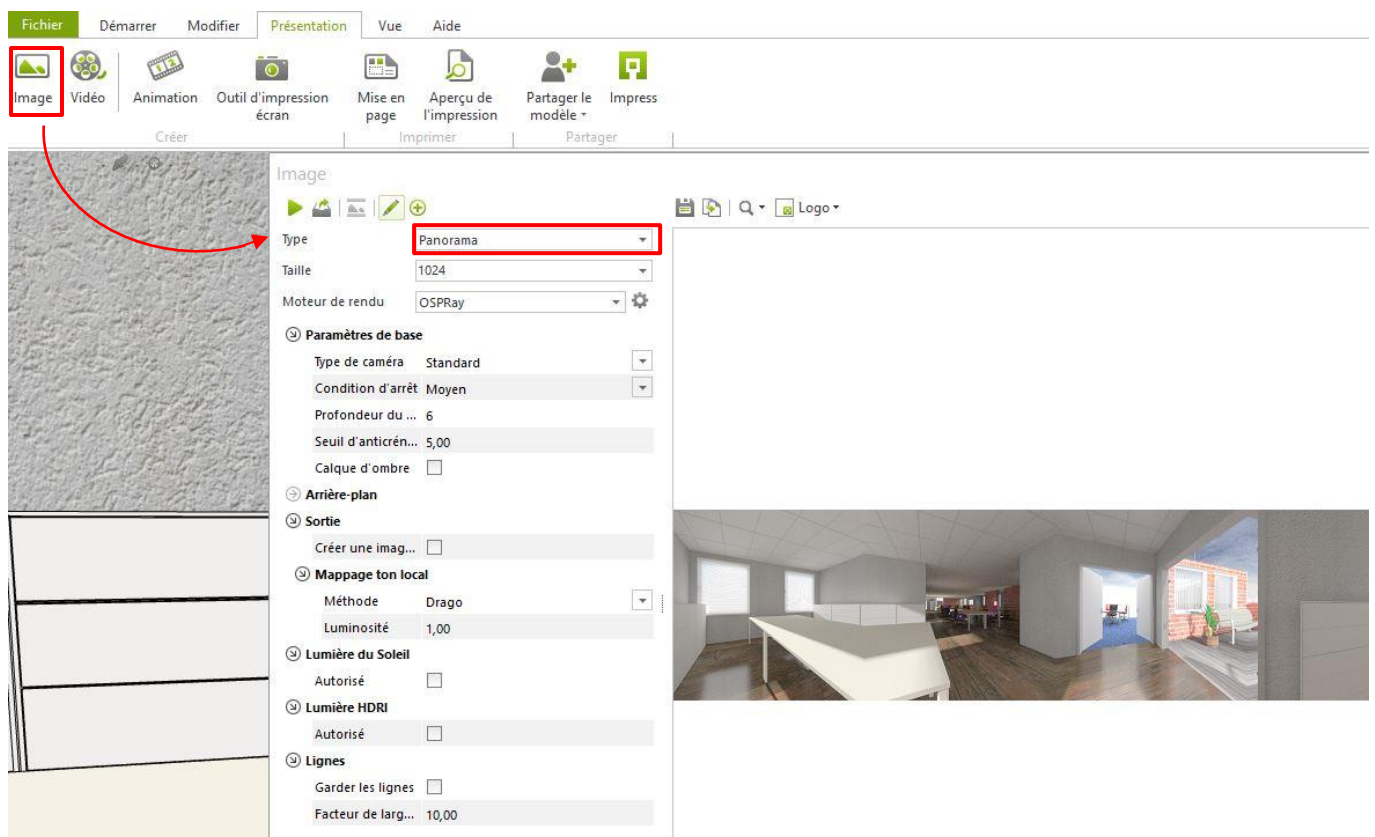 Fichier Démarrer Modifier Présentation Vue Aide
Image Vidéo Animation Outil d'impression écran Mise en page Aperçu de l'impression Partager le modèle Impress
Créer Imprimer Partager
Image
Logo
Type Panorama
Taille 1024
Moteur de rendu OSPRay
Paramètres de base
Type de caméra Standard
Condition d'arrêt Moyen
Profondeur du ... 6
Seuil d'anticrén... 5,00
Calque d'ombre
Arrière-plan
Sortie
Créer une imag...
Mappage ton local
Méthode Drago
Luminosité 1,00
Lumière du Soleil
Autorisé
Lumière HDRI
Autorisé
Lignes
Garder les lignes
Facteur de larg... 10,00